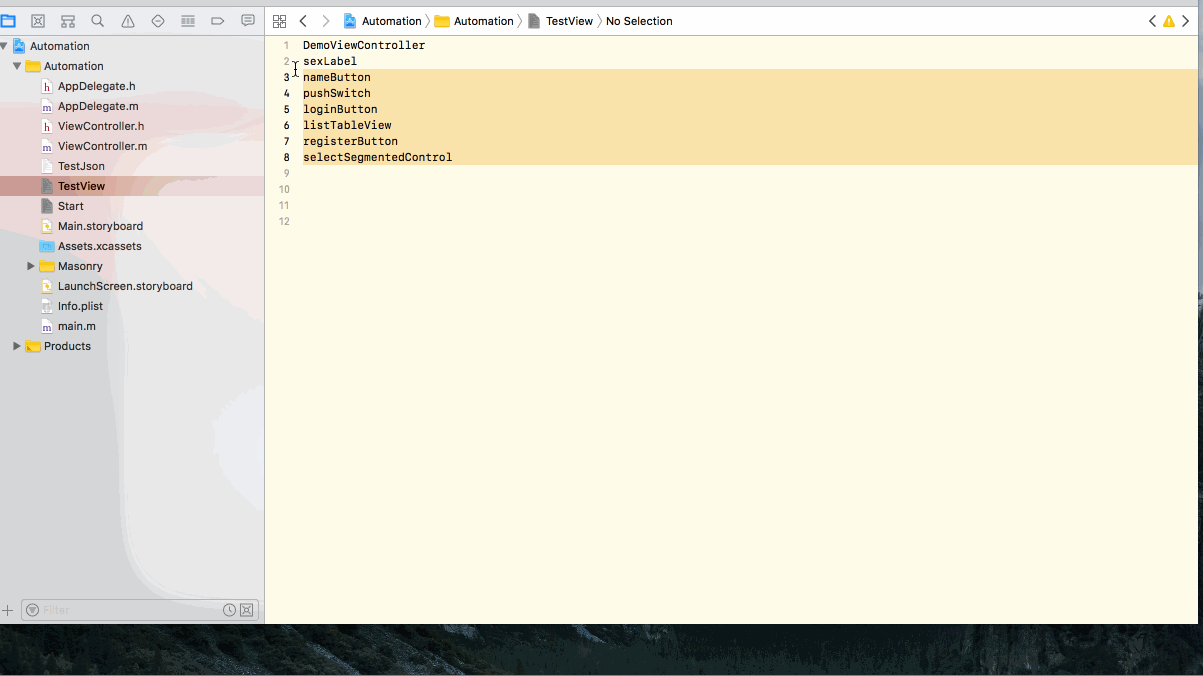 Automation
Automation
TestView
No Selection
Automation
Automation
h AppDelegate.h
m AppDelegate.m
h ViewController.h
m ViewController.m
TestJson
TestView
Start
Main.storyboard
Assets.xcassets
Masonry
LaunchScreen.storyboard
Info.plist
m main.m
Products
Filter
1 DemoViewController
2 sexLabel
3 nameButton
4 pushSwitch
5 loginButton
6 listTableView
7 registerButton
8 selectSegmentedControl
9
10
11
12